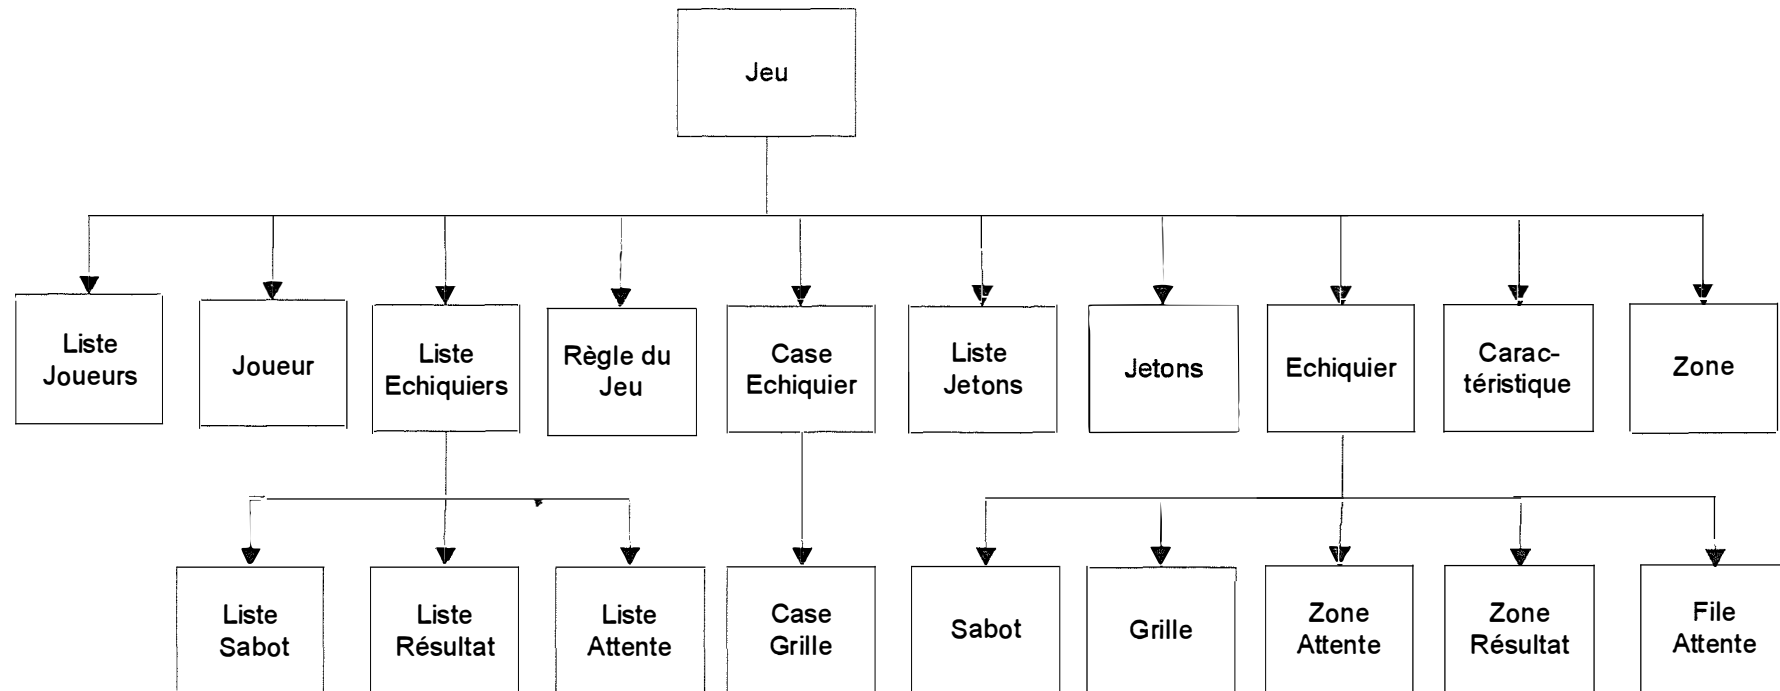 Jeu
Liste
Joueurs
Joueur
Liste
Echiquiers
Règle du
Jeu
Case
Echiquier
Liste
Jetons
Jetons
Echiquier
Carac-
téristique
Zone
Liste
Sabot
Liste
Résultat
Liste
Attente
Case
Grille
Sabot
Grille
Zone
Attente
Zone
Résultat
File
Attente